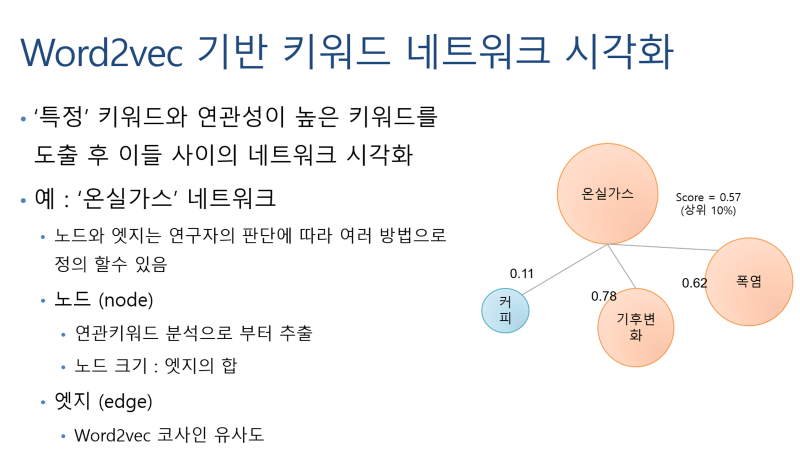 Word2vec 기반 키워드 네트워크 시각화
• ‘특정’ 키워드와 연관성이 높은 키워드를
도출 후 이들 사이의 네트워크 시각화
• 예 : ‘온실가스’ 네트워크
• 노드와 엣지는 연구자의 판단에 따라 여러 방법으로
정의 할수 있음
• 노드 (node)
• 연관키워드 분석으로 부터 추출
• 노드 크기 : 엣지의 합
• 엣지 (edge)
• Word2vec 코사인 유사도
온실가스
Score = 0.57
(상위 10%)
0.11
0.78
0.62
커
피
기후변
화
폭염